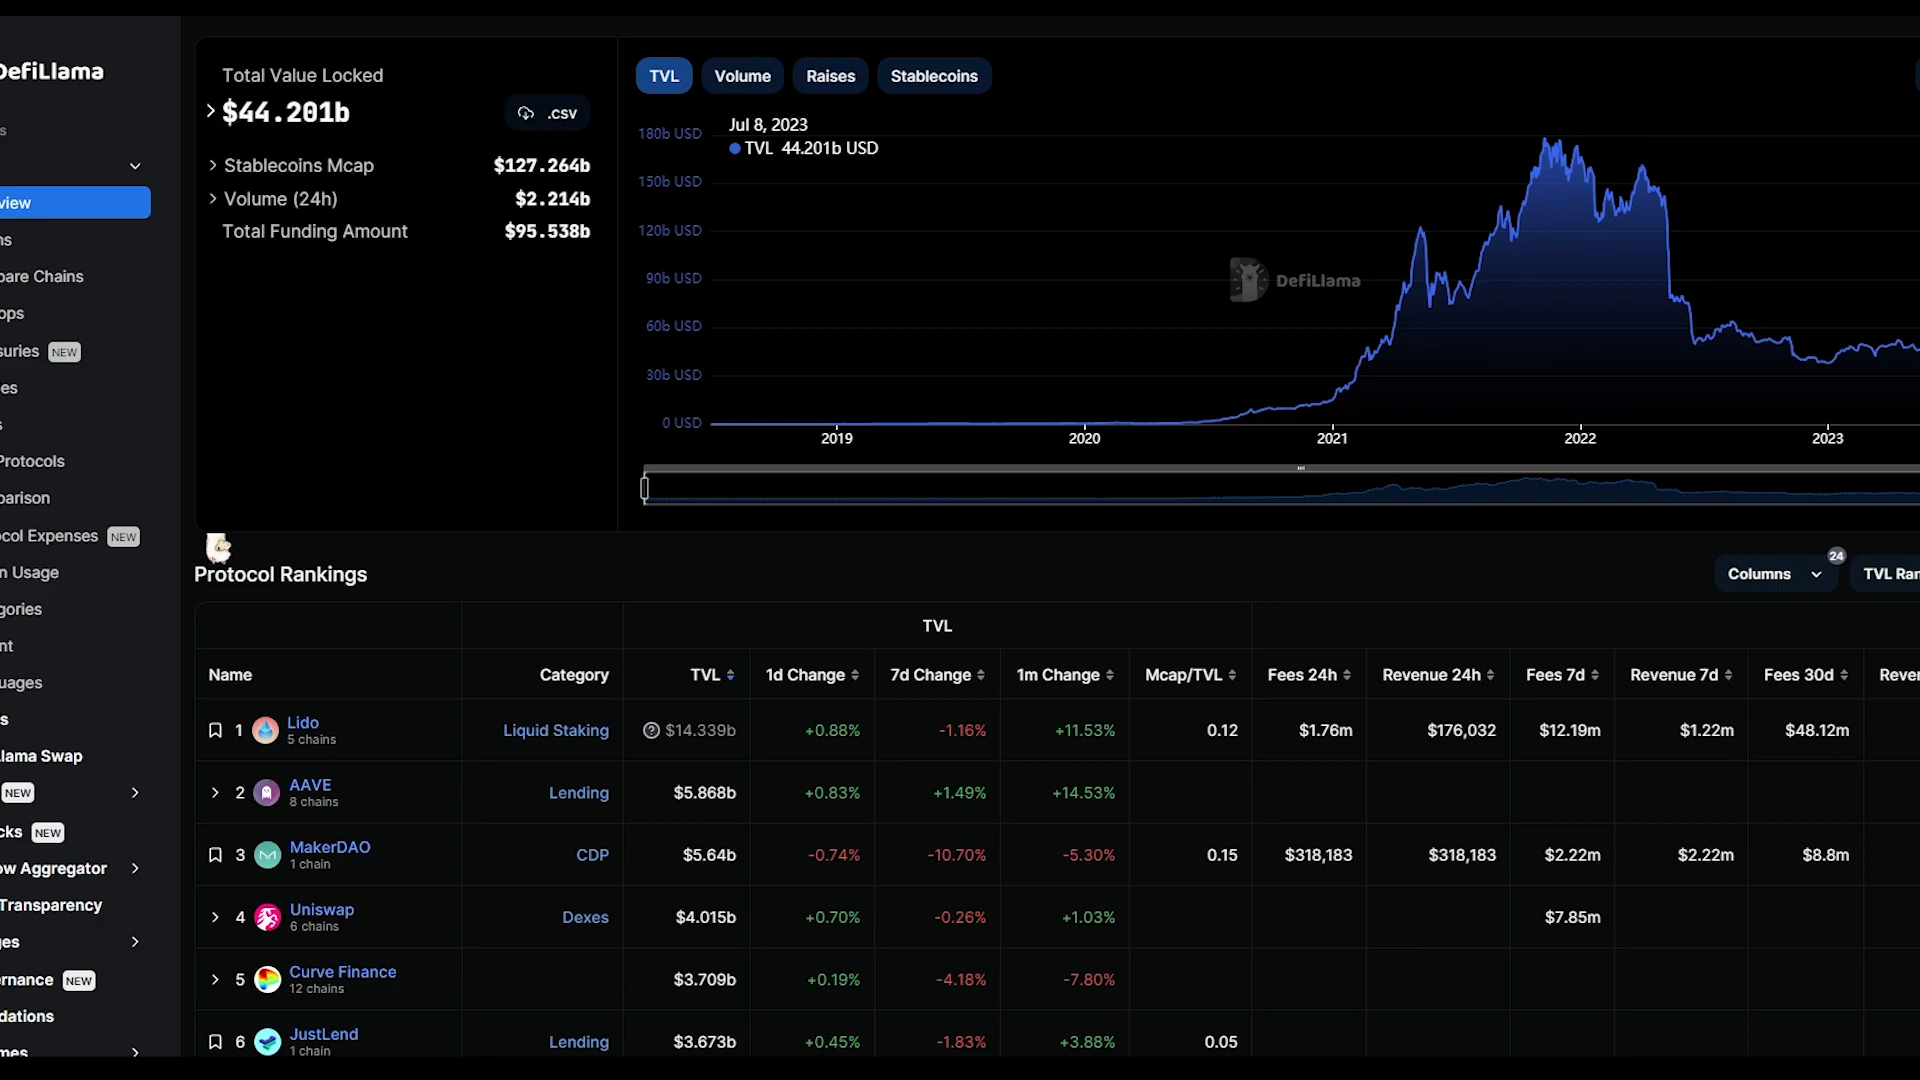 DefiLlama
s
view
ns
pare Chains
ops
suries NEW
es
s
Protocols
parison
ocol Expenses NEW
n Usage
gories
nt
uages
s
Llama Swap
NEW
cks NEW
ow Aggregator
Transparency
ges
ernance NEW
dations
mes
Total Value Locked
$44.201b
.csv
Stablecoins Mcap $127.264b
Volume (24h) $2.214b
Total Funding Amount $95.538b
TVL Volume Raises Stablecoins
Jul 8, 2023
TVL 44.201b USD
180b USD
150b USD
120b USD
90b USD
60b USD
30b USD
0 USD
DefiLlama
2019 2020 2021 2022 2023
Protocol Rankings
Columns 24 TVL Ran
TVL
Name Category TVL 1d Change 7d Change 1m Change Mcap/TVL Fees 24h Revenue 24h Fees 7d Revenue 7d Fees 30d Reven
1 Lido Liquid Staking $14.339b +0.88% -1.16% +11.53% 0.12 $1.76m $176,032 $12.19m $1.22m $48.12m
5 chains
2 AAVE Lending $5.868b +0.83% +1.49% +14.53%
8 chains
3 MakerDAO CDP $5.64b -0.74% -10.70% -5.30% 0.15 $318,183 $318,183 $2.22m $2.22m $8.8m
1 chain
4 Uniswap Dexes $4.015b +0.70% -0.26% +1.03% $7.85m
6 chains
5 Curve Finance $3.709b +0.19% -4.18% -7.80%
12 chains
6 JustLend Lending $3.673b +0.45% -1.83% +3.88% 0.05
1 chain